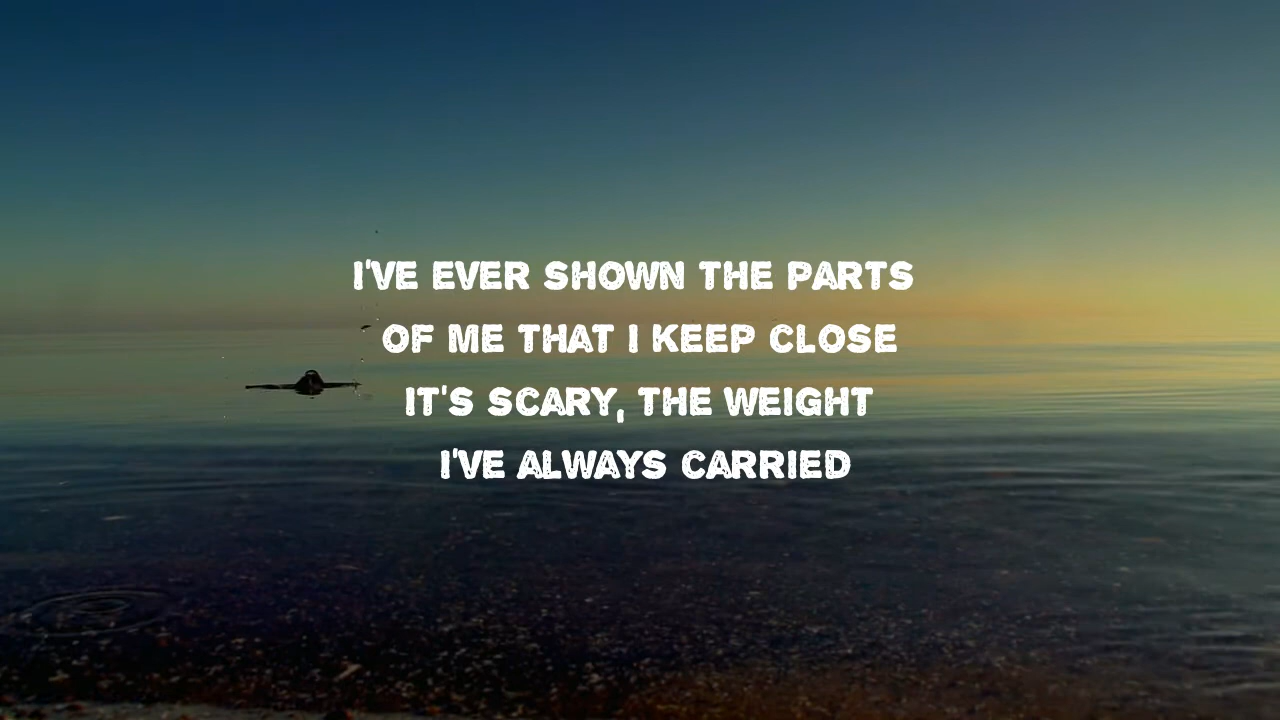 I'VE EVER SHOWN THE PARTS
OF ME THAT I KEEP CLOSE
IT'S SCARY, THE WEIGHT
I'VE ALWAYS CARRIED